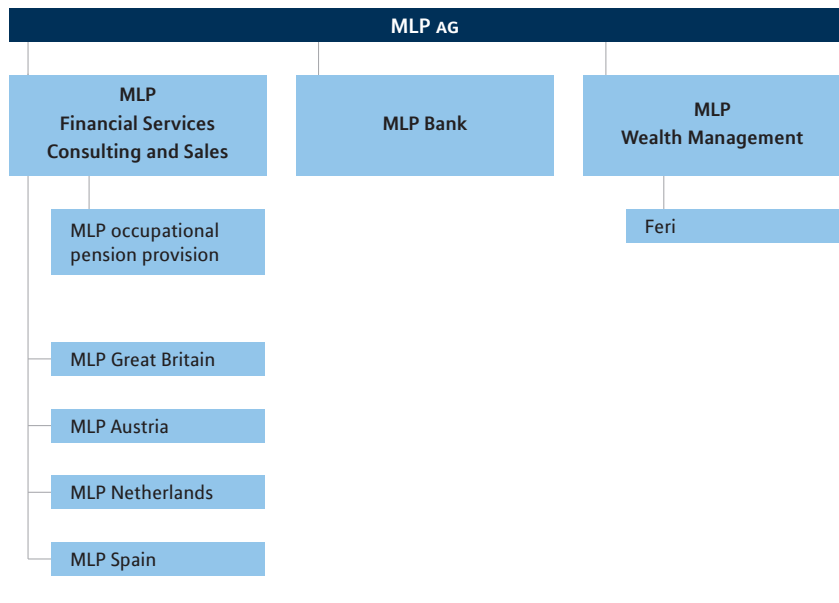 MLP AG
MLP
Financial Services
Consulting and Sales
MLP Bank
MLP
Wealth Management
MLP occupational
pension provision
Feri
MLP Great Britain
MLP Austria
MLP Netherlands
MLP Spain